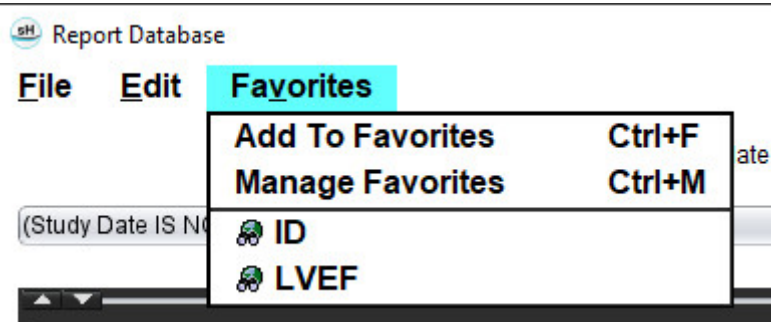 sH Report Database
File Edit Favorites
Add To Favorites Ctrl+F
ate
Manage Favorites Ctrl+M
(Study Date IS NO
ID
LVEF